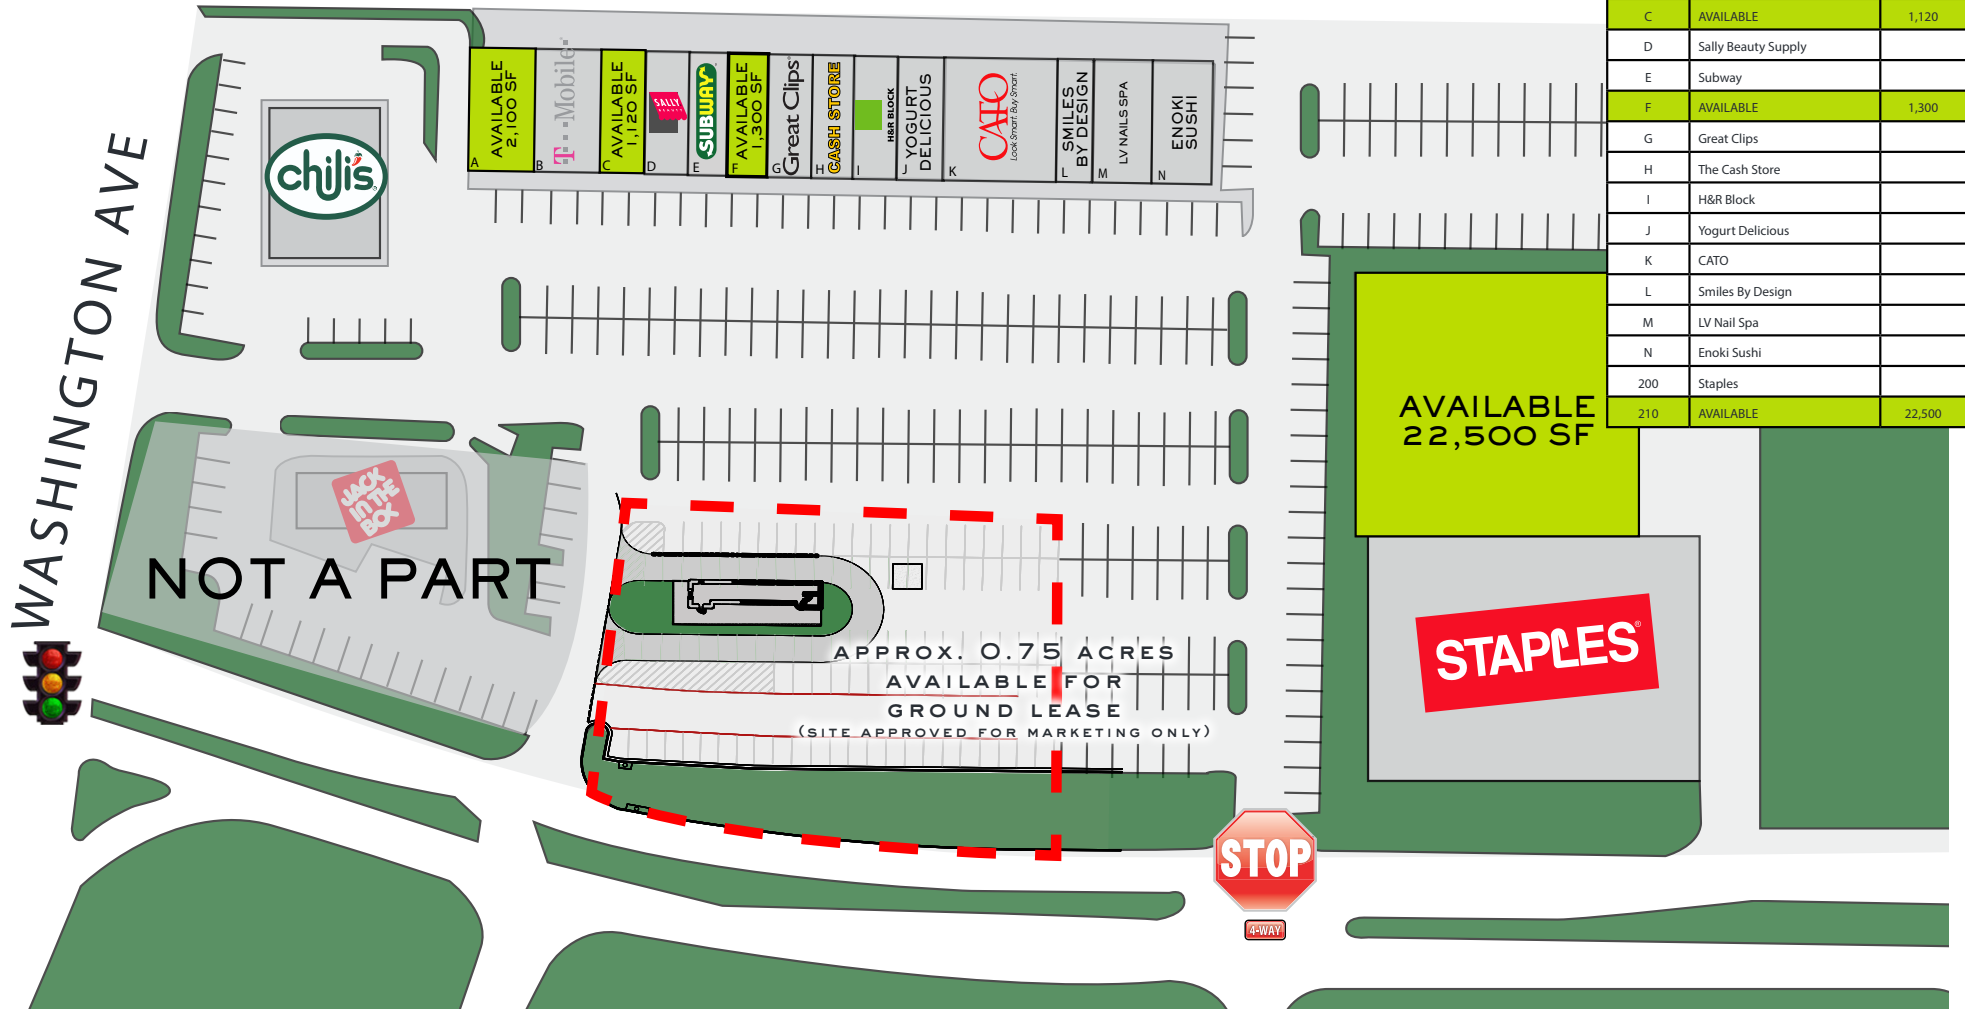 WASHINGTON AVE
chili's
A
AVAILABLE
2,100 SF
B
T··Mobile·
C
AVAILABLE
1,120 SF
D
SALLY
BEAUTY
E
SUBWAY
F
AVAILABLE
1,300 SF
G
Great Clips®
H
CASH STORE
I
H&R BLOCK
J
YOGURT
DELICIOUS
K
CATO
Look Smart. Buy Smart.
L
SMILES
BY DESIGN
M
LV NAILS SPA
N
ENOKI
SUSHI
C AVAILABLE 1,120
D Sally Beauty Supply
E Subway
F AVAILABLE 1,300
G Great Clips
H The Cash Store
I H&R Block
J Yogurt Delicious
K CATO
L Smiles By Design
M LV Nail Spa
N Enoki Sushi
200 Staples
210 AVAILABLE 22,500
AVAILABLE
22,500 SF
JACK
IN THE
BOX
NOT A PART
STAPLES®
APPROX. 0.75 ACRES
AVAILABLE FOR
GROUND LEASE
(SITE APPROVED FOR MARKETING ONLY)
STOP
4-WAY